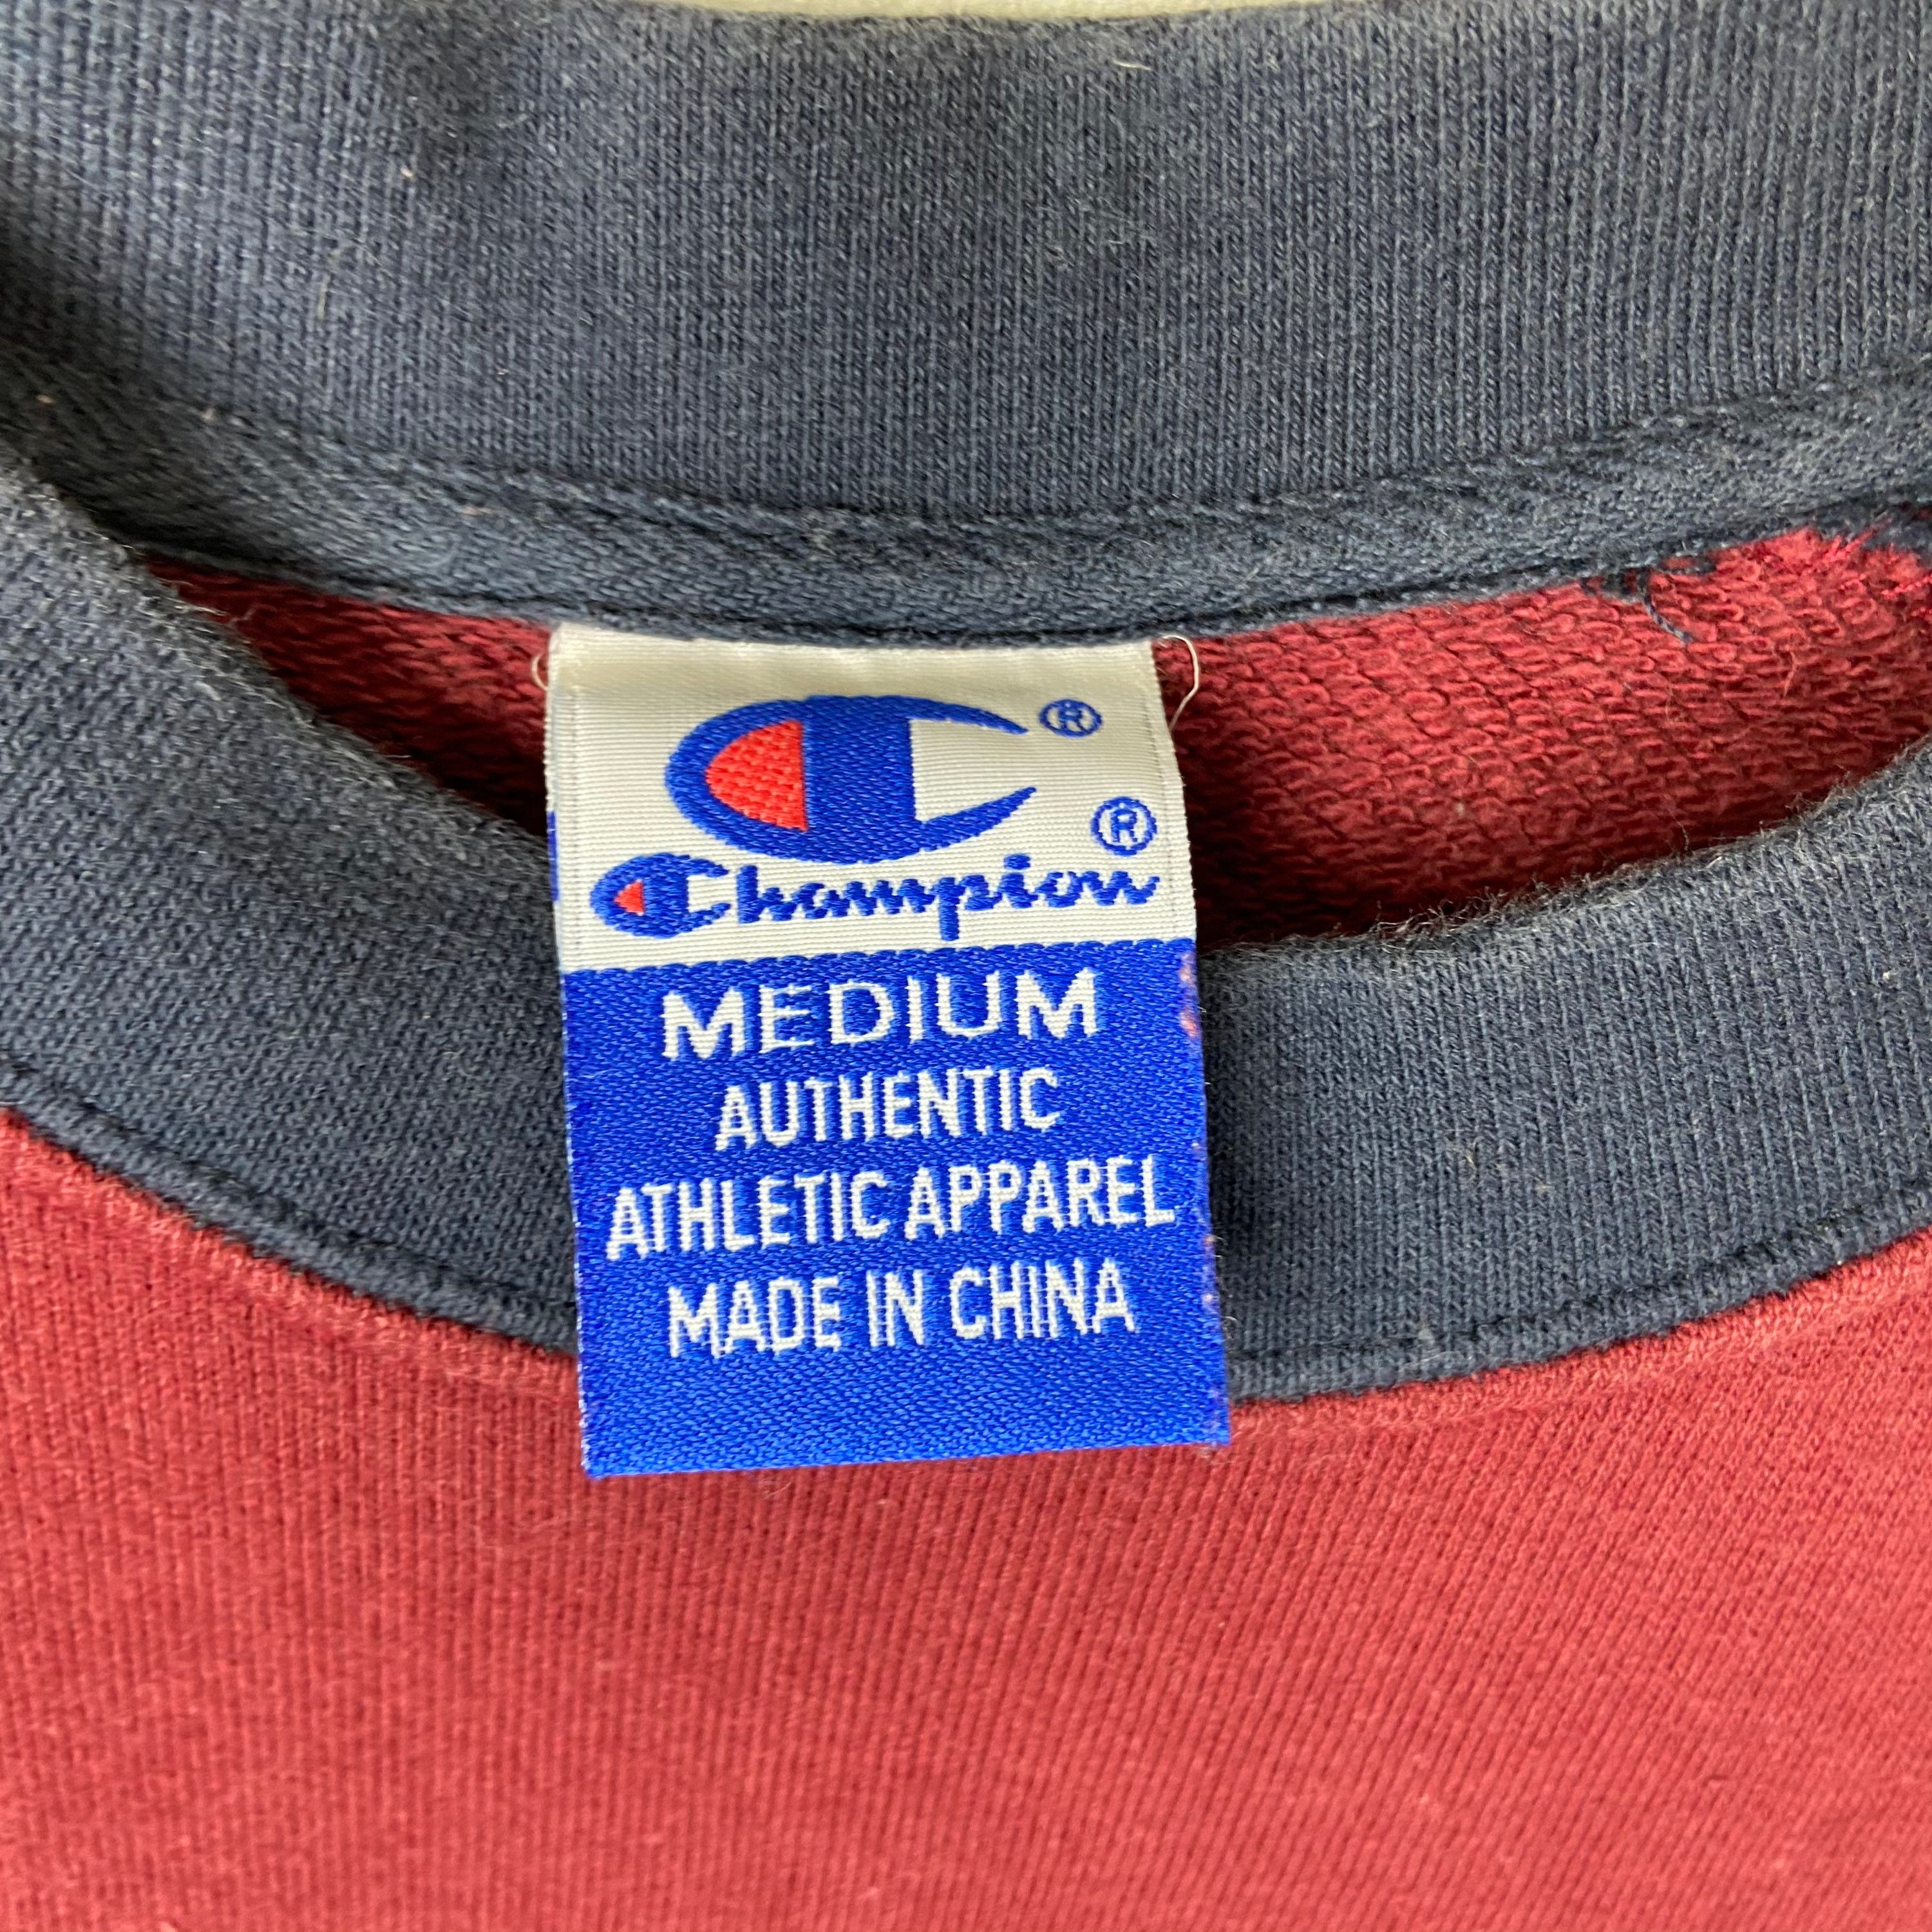 ®
®
Champion
MEDIUM
AUTHENTIC
ATHLETIC APPAREL
MADE IN CHINA